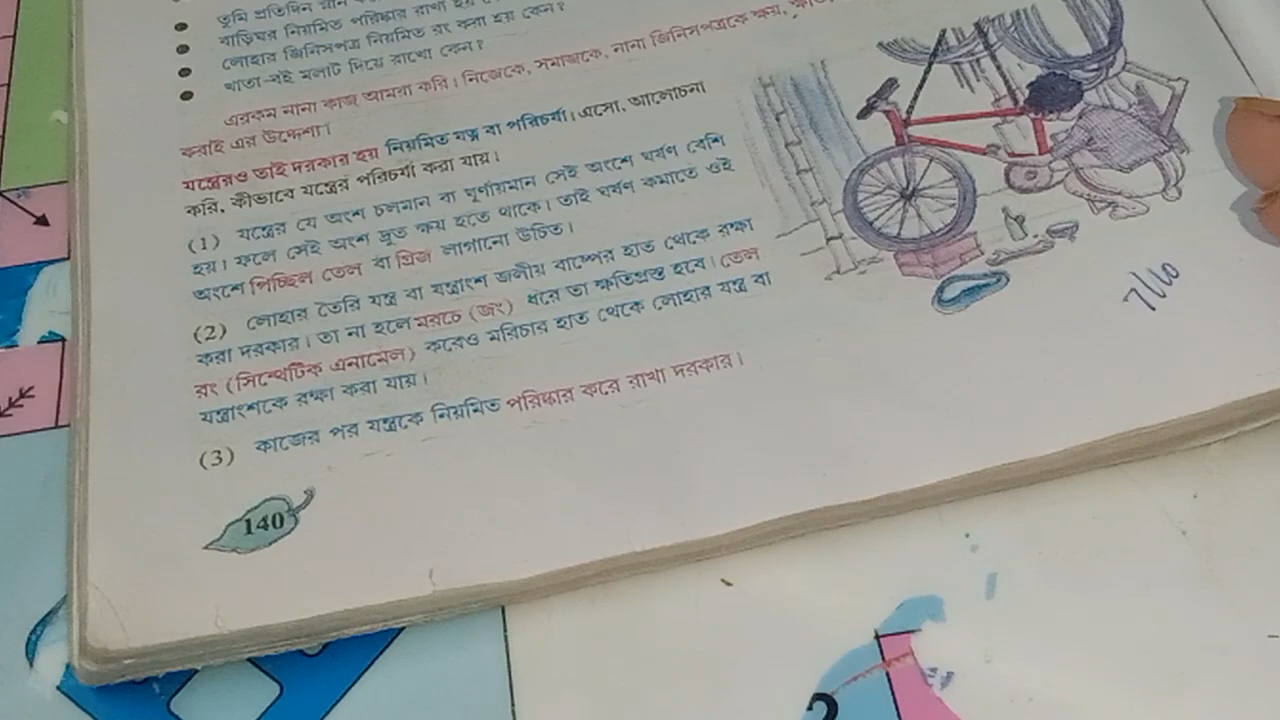 তুমি প্রতিদিন স্নান
বাড়িঘর নিয়মিত পরিষ্কার রাখা হয়
লোহার জিনিসপত্র নিয়মিত রং করা হয় কেন?
খাতা-বই মলাট দিয়ে রাখো কেন?
এরকম নানা কাজ আমরা করি। নিজেকে, সমাজকে, নানা জিনিসপত্রকে ক্ষয়,
করাই এর উদ্দেশ্য।
যন্ত্রেরও তাই দরকার হয় নিয়মিত যত্ন বা পরিচর্যা। এসো, আলোচনা
করি, কীভাবে যন্ত্রের পরিচর্যা করা যায়।
(1) যন্ত্রের যে অংশ চলমান বা ঘূর্ণায়মান সেই অংশে ঘর্ষণ বেশি
হয়। ফলে সেই অংশ দ্রুত ক্ষয় হতে থাকে। তাই ঘর্ষণ কমাতে ওই
অংশে পিচ্ছিল তেল বা গ্রিজ লাগানো উচিত।
(2) লোহার তৈরি যন্ত্র বা যন্ত্রাংশ জলীয় বাষ্পের হাত থেকে রক্ষা
করা দরকার। তা না হলে মরচে (জং) ধরে তা ক্ষতিগ্রস্ত হবে। তেল
রং (সিন্থেটিক এনামেল) করেও মরিচার হাত থেকে লোহার যন্ত্র বা
যন্ত্রাংশকে রক্ষা করা যায়।
(3) কাজের পর যন্ত্রকে নিয়মিত পরিষ্কার করে রাখা দরকার।
7/10
140
2